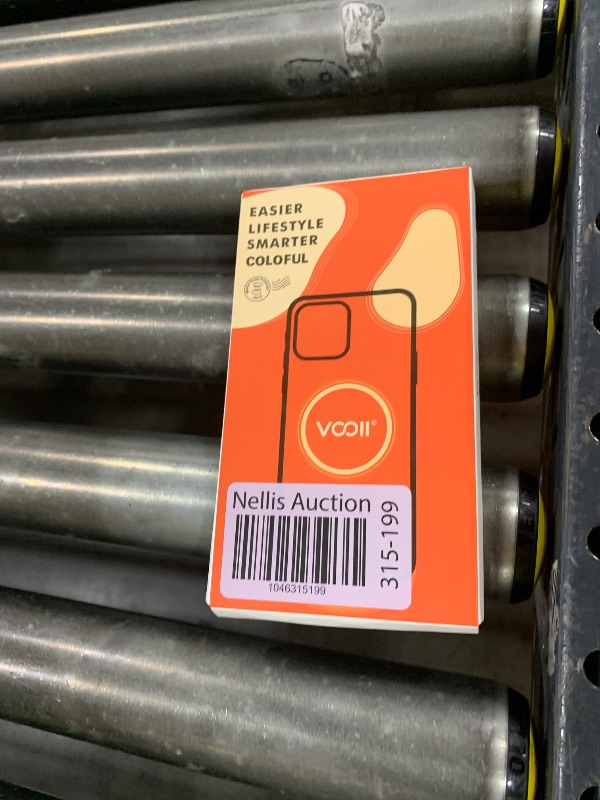 EASIER
LIFESTYLE
SMARTER
COLOFUL
VOOII®
Nellis Auction
315-199
1046315199